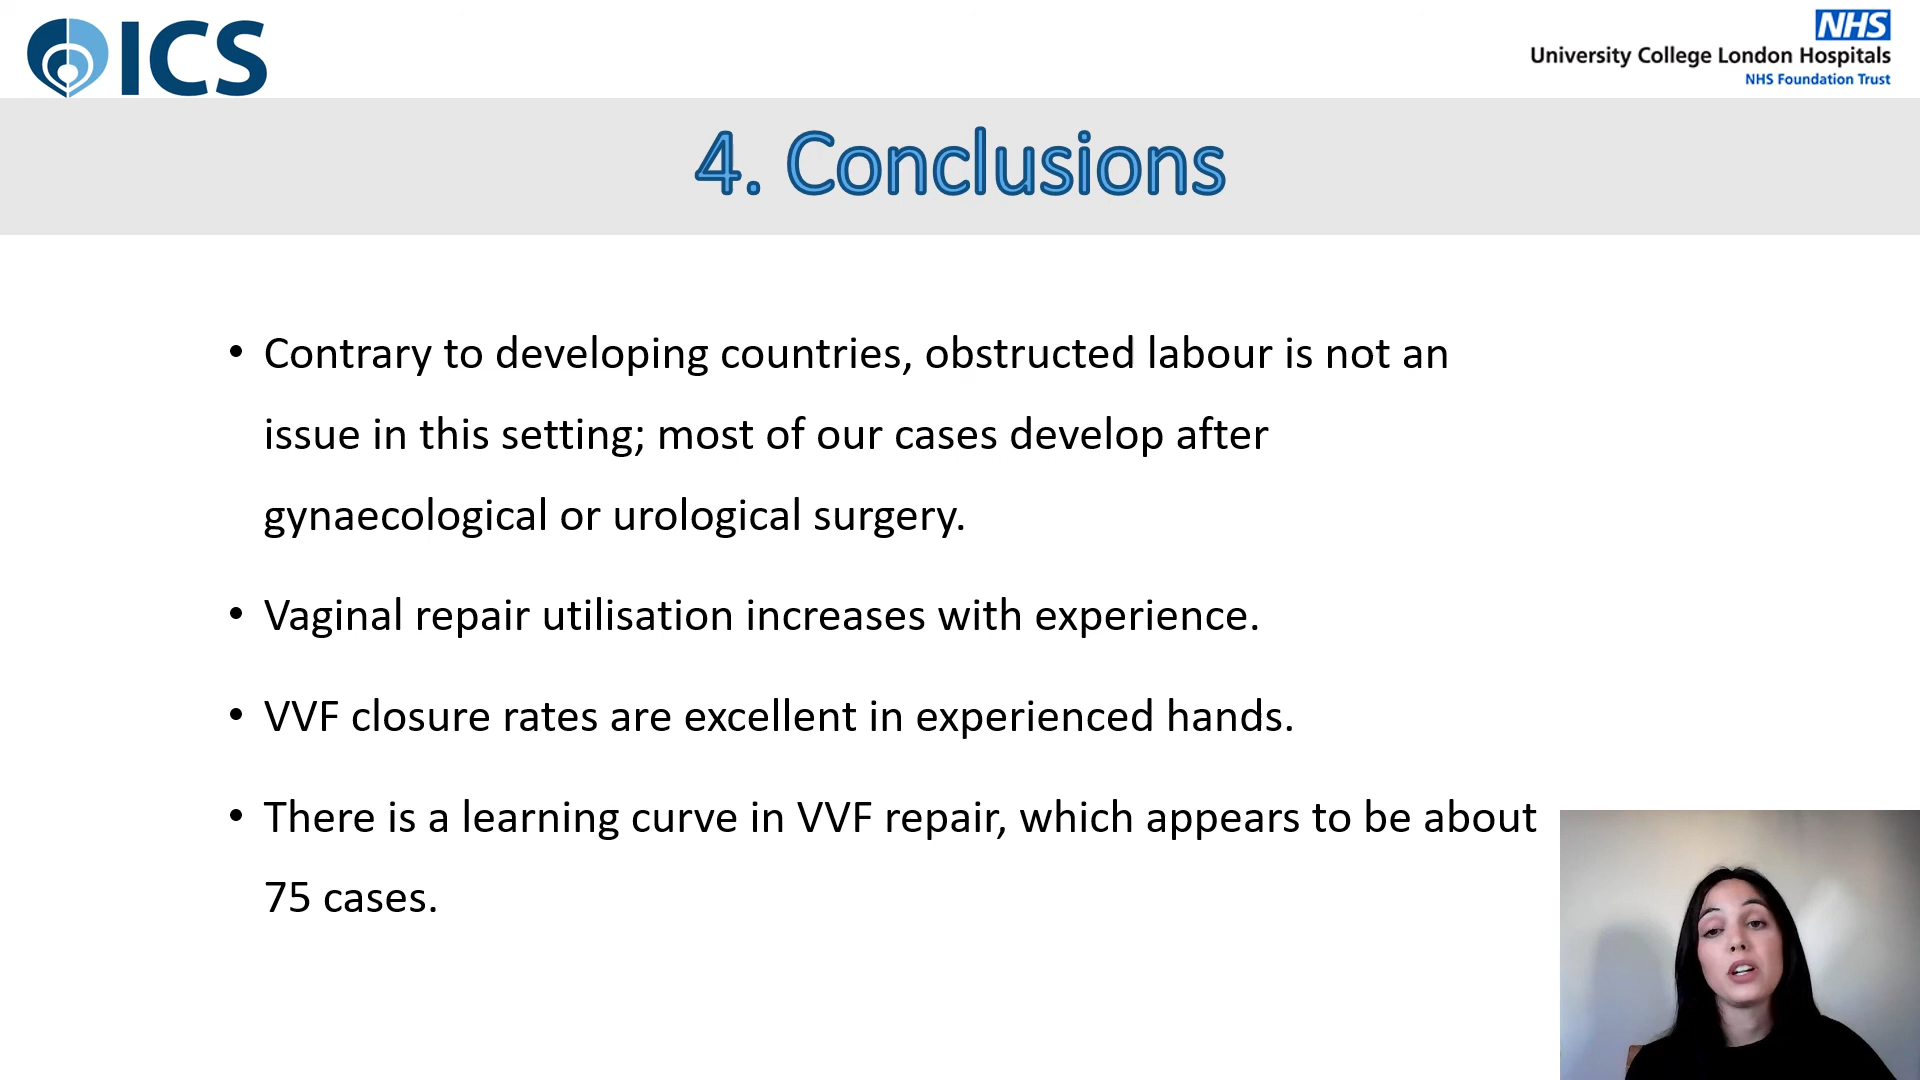 ICS
NHS
University College London Hospitals
NHS Foundation Trust
4. Conclusions
• Contrary to developing countries, obstructed labour is not an
issue in this setting; most of our cases develop after
gynaecological or urological surgery.
• Vaginal repair utilisation increases with experience.
• VVF closure rates are excellent in experienced hands.
• There is a learning curve in VVF repair, which appears to be about
75 cases.